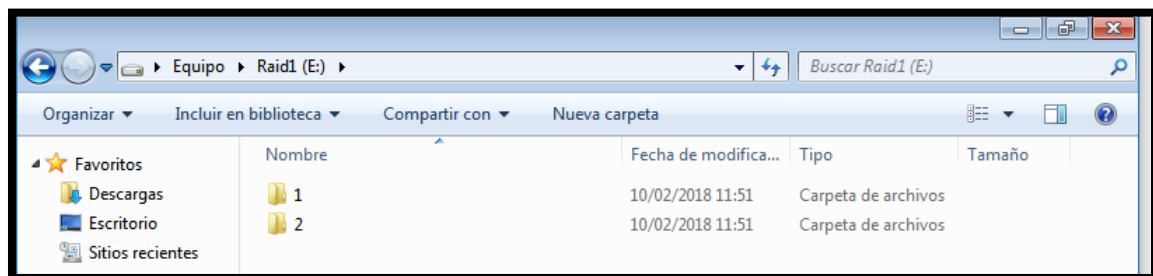 Equipo Raid1 (E:)
Buscar Raid1 (E:)
Organizar Incluir en biblioteca Compartir con Nueva carpeta
Favoritos
Descargas
Escritorio
Sitios recientes
Nombre Fecha de modifica... Tipo Tamaño
1 10/02/2018 11:51 Carpeta de archivos
2 10/02/2018 11:51 Carpeta de archivos